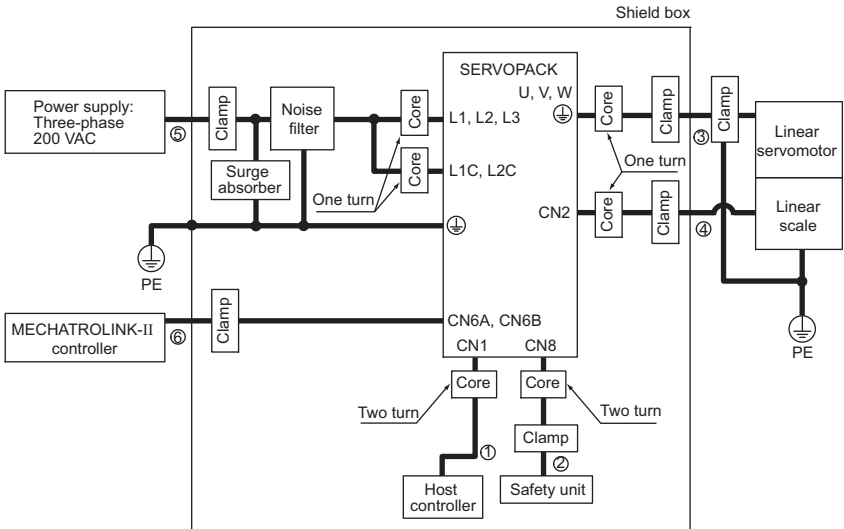 Shield box
SERVOPACK
U, V, W
Power supply:
Three-phase
200 VAC
⑤
Clamp
Noise
filter
Surge
absorber
Core
L1, L2, L3
Core
L1C, L2C
One turn
Core
Clamp
③
Clamp
Linear
servomotor
One turn
CN2
Core
Clamp
④
Linear
scale
PE
PE
MECHATROLINK-II
controller
⑥
Clamp
CN6A, CN6B
CN1
CN8
Core
Core
Two turn
Two turn
Clamp
①
②
Host
controller
Safety unit